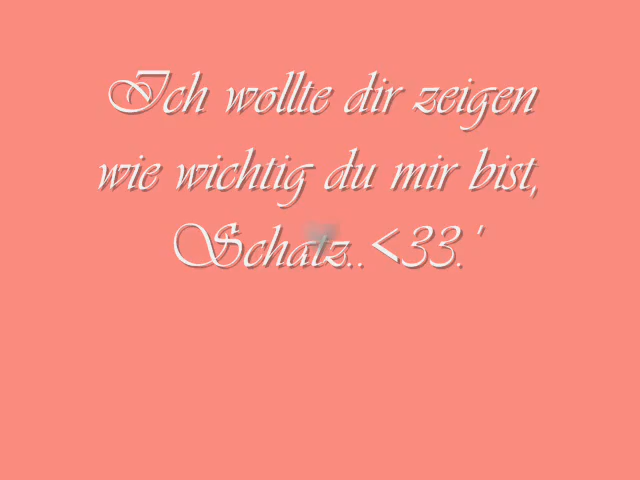 Ich wollte dir zeigen
wie wichtig du mir bist,
Schatz..<33.'